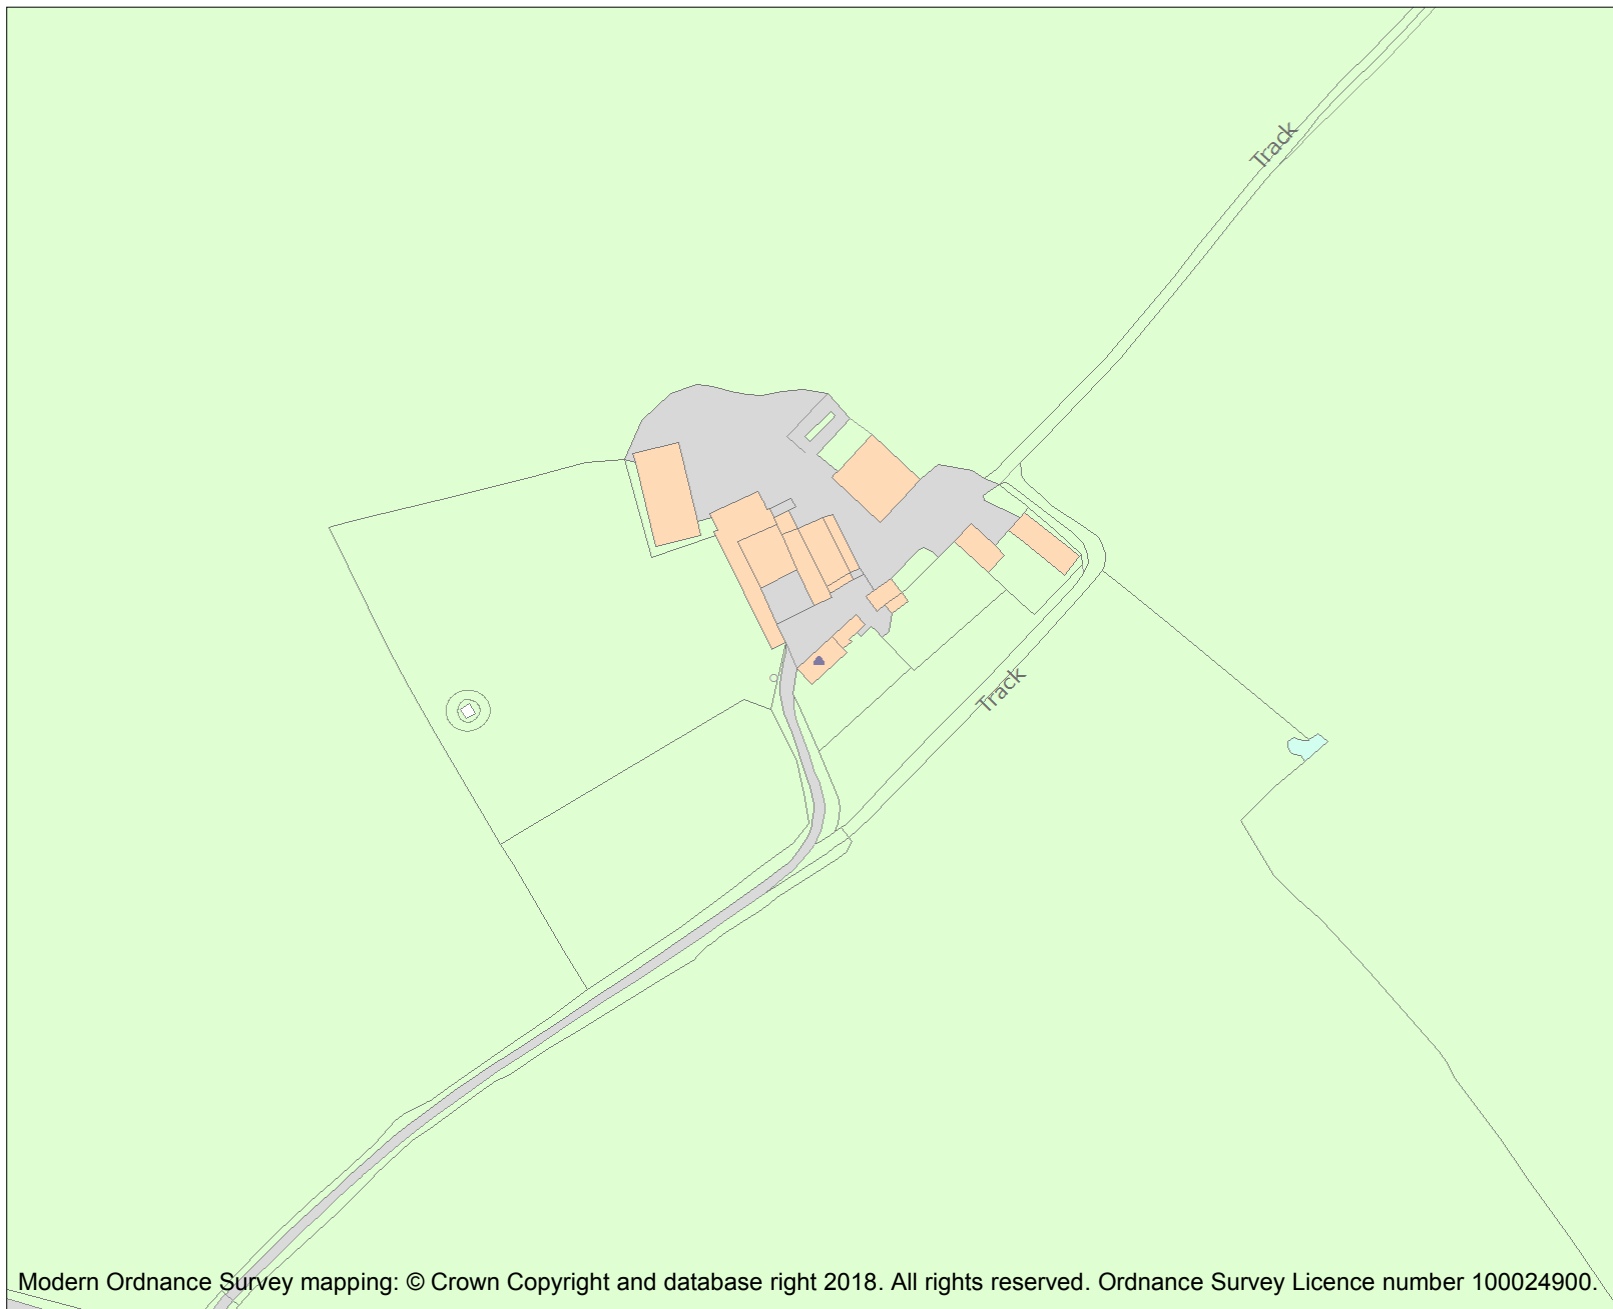 Track
Track
Modern Ordnance Survey mapping: © Crown Copyright and database right 2018. All rights reserved. Ordnance Survey Licence number 100024900.